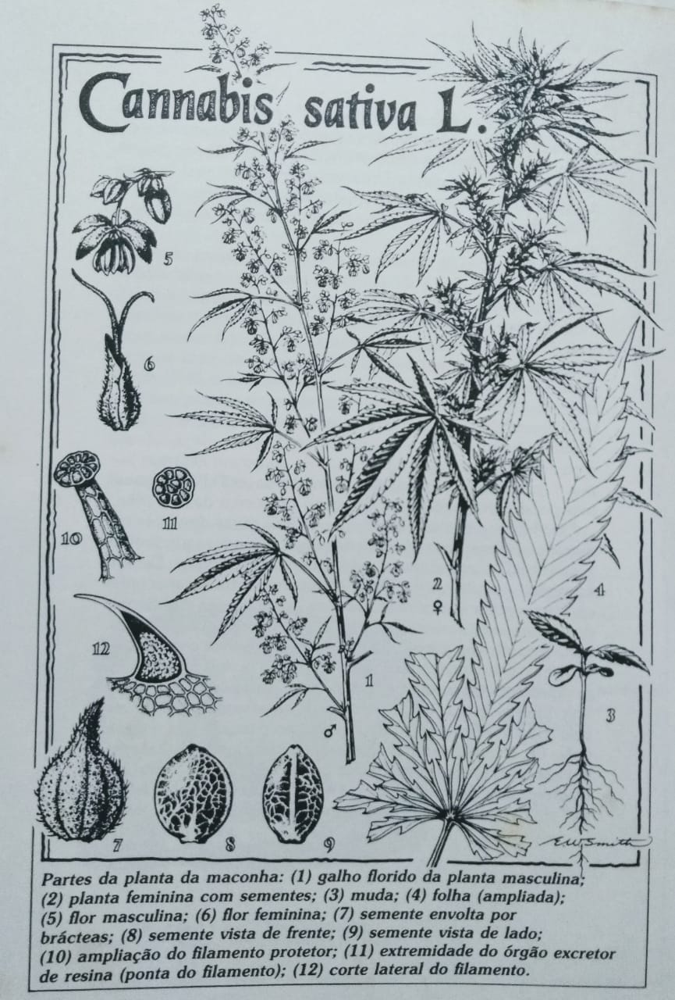 Cannabis sativa L.
5
6
10
11
12
2
♀
4
1
♂
3
7
8
9
E.W. Smith
Partes da planta da maconha: (1) galho florido da planta masculina;
(2) planta feminina com sementes; (3) muda; (4) folha (ampliada);
(5) flor masculina; (6) flor feminina; (7) semente envolta por
brácteas; (8) semente vista de frente; (9) semente vista de lado;
(10) ampliação do filamento protetor; (11) extremidade do órgão excretor
de resina (ponta do filamento); (12) corte lateral do filamento.